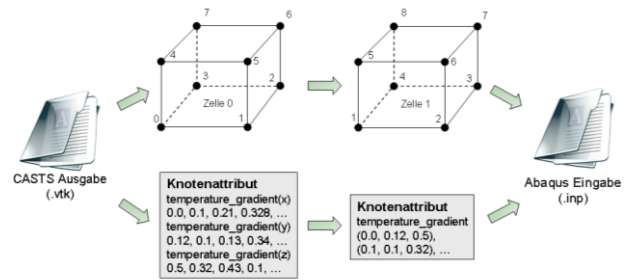 7
6
4
5
3
2
Zelle 0
0
1
8
7
5
6
4
3
Zelle 1
1
2
CASTS Ausgabe
(.vtk)
Abaqus Eingabe
(.inp)
Knotenattribut
temperature_gradient(x)
0.0, 0.1, 0.21, 0.328, ...
temperature_gradient(y)
0.12, 0.1, 0.13, 0.34, ...
temperature_gradient(z)
0.5, 0.32, 0.43, 0.1, ...
Knotenattribut
temperature_gradient
(0.0, 0.12, 0.5),
(0.1, 0.1, 0.32), ...